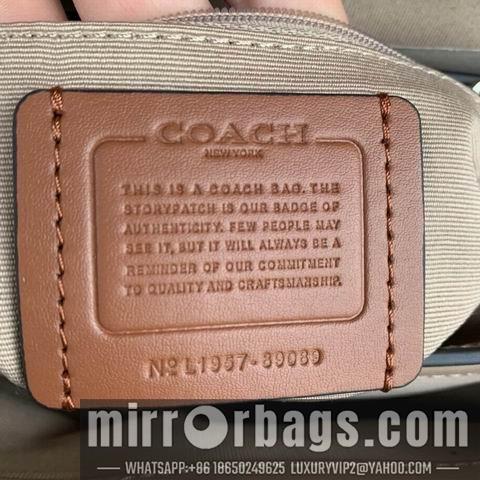 COACH
NEW YORK
THIS IS A COACH BAG. THE
STORYPATCH IS OUR BADGE OF
AUTHENTICITY. FEW PEOPLE MAY
SEE IT, BUT IT WILL ALWAYS BE A
REMINDER OF OUR COMMITMENT
TO QUALITY AND CRAFTSMANSHIP.
No L1957-89089
mirrorbags.com
WHATSAPP:+86 18650249625 LUXURYVIP2@YAHOO.COM